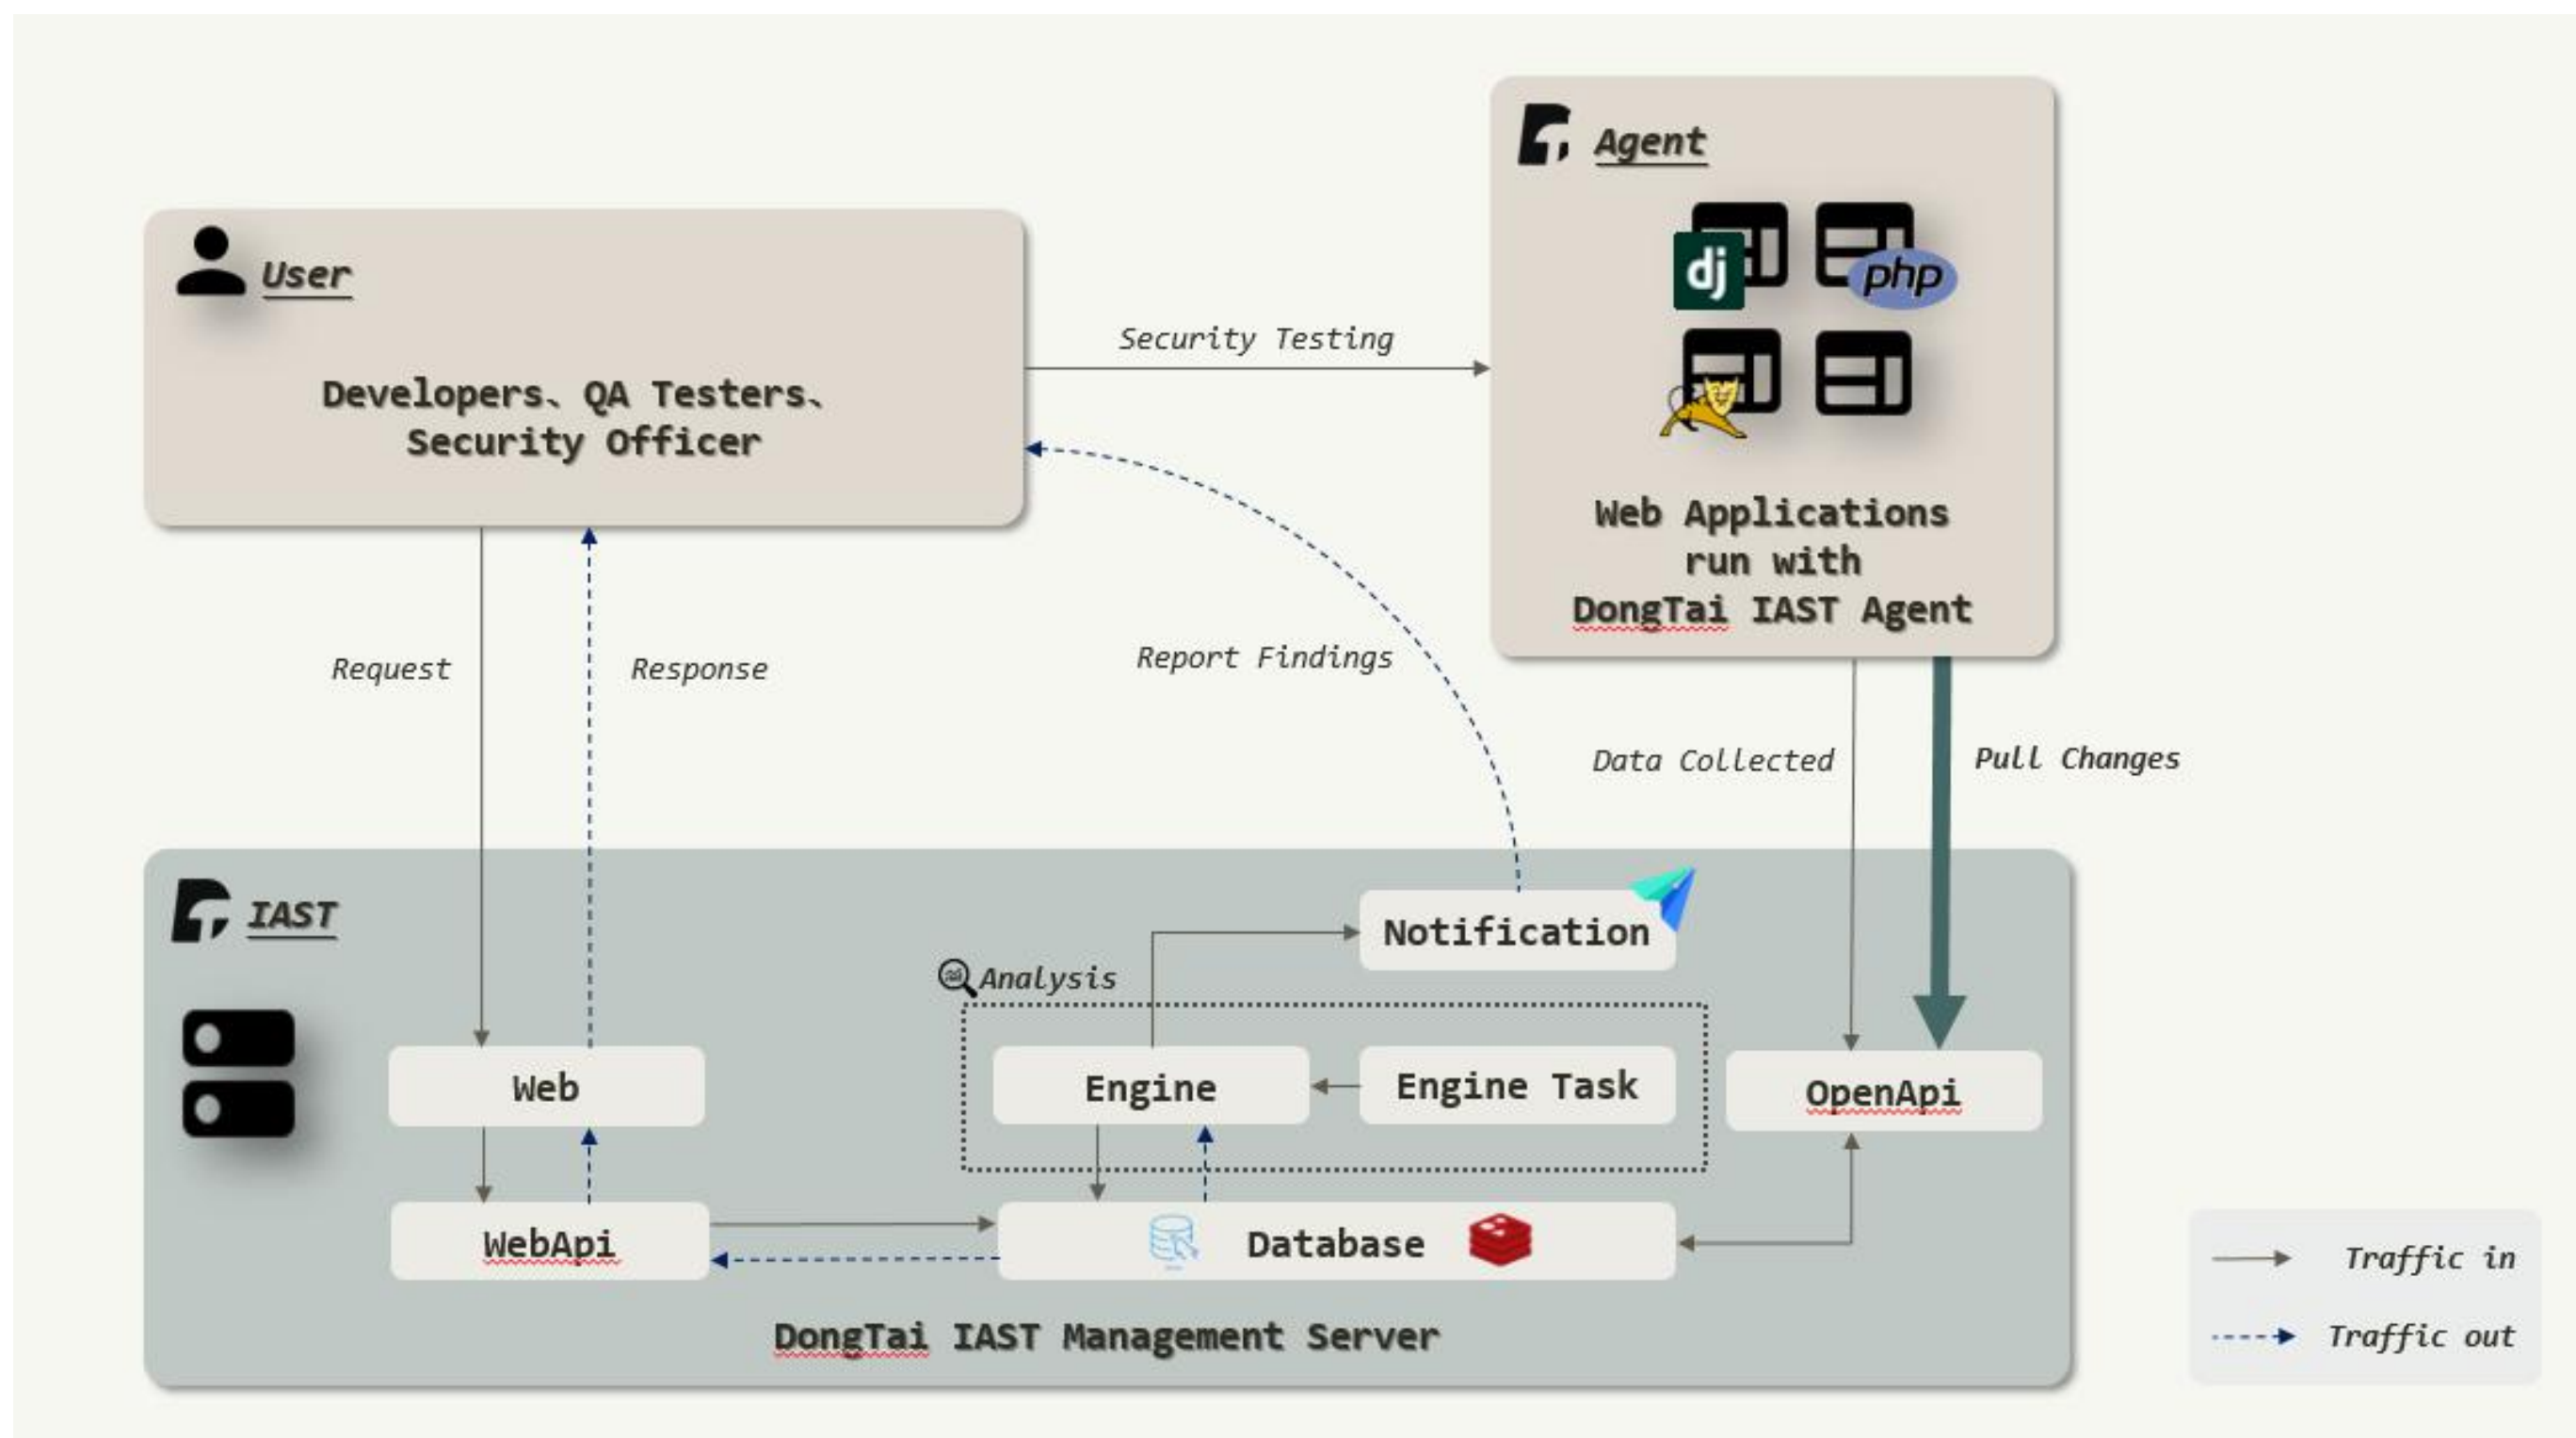 Agent
dj
php
Web Applications
run with
DongTai IAST Agent
User
Developers、QA Testers、
Security Officer
Security Testing
Request
Response
Report Findings
Data Collected
Pull Changes
IAST
Notification
Analysis
Web
Engine
Engine Task
OpenApi
WebApi
Database
DongTai IAST Management Server
Traffic in
Traffic out